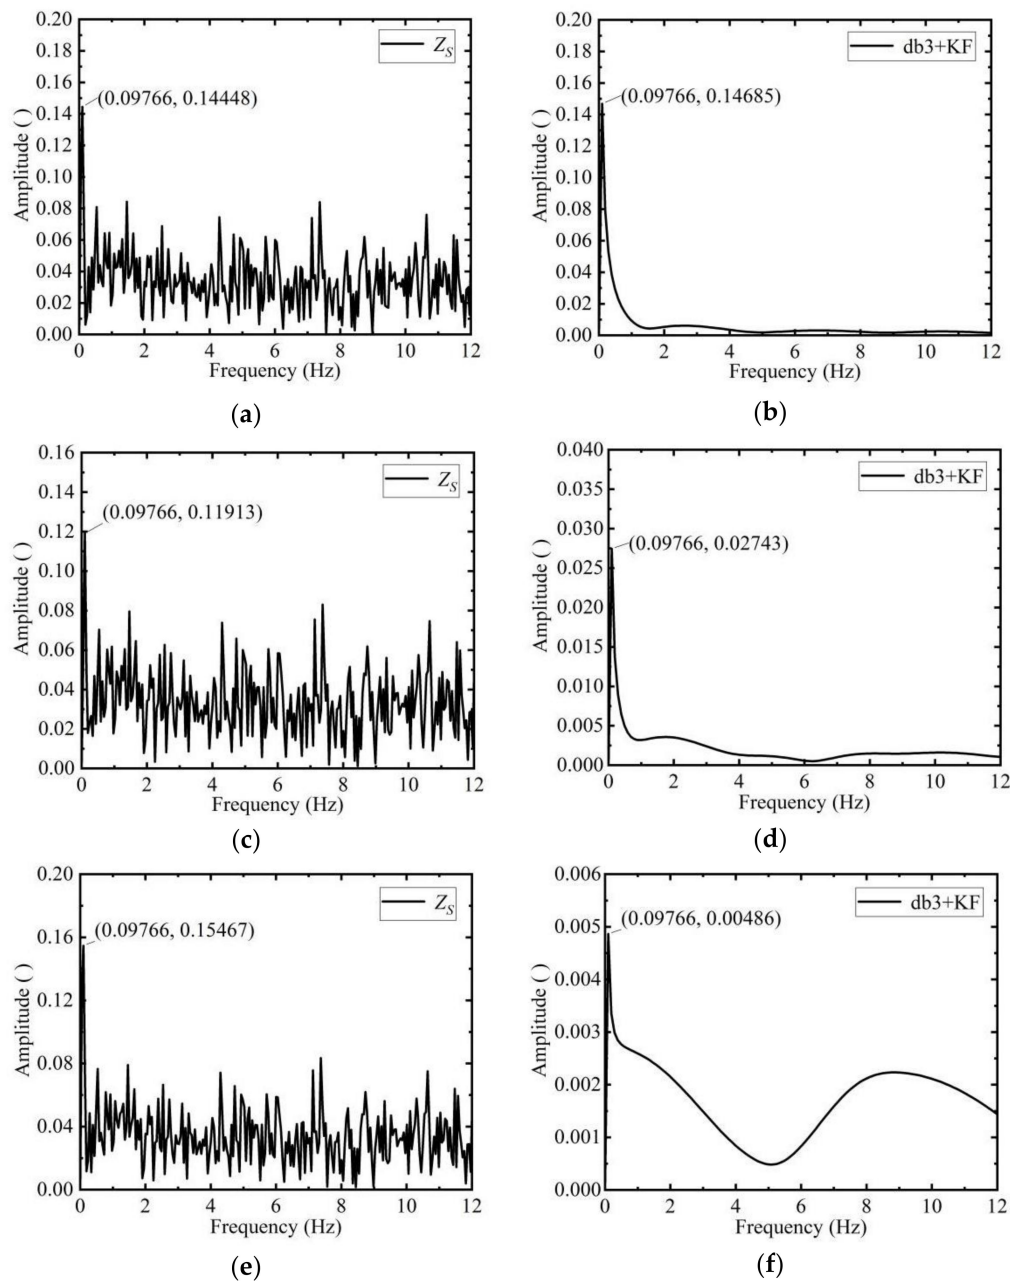 0.20
0.18
0.16
0.14
0.12
0.10
0.08
0.06
0.04
0.02
0.00
Amplitude ( )
Z_S
(0.09766, 0.14448)
0 2 4 6 8 10 12
Frequency (Hz)
(a)
0.20
0.18
0.16
0.14
0.12
0.10
0.08
0.06
0.04
0.02
0.00
Amplitude ( )
db3+KF
(0.09766, 0.14685)
0 2 4 6 8 10 12
Frequency (Hz)
(b)
0.16
0.14
0.12
0.10
0.08
0.06
0.04
0.02
0.00
Amplitude ( )
Z_S
(0.09766, 0.11913)
0 2 4 6 8 10 12
Frequency (Hz)
(c)
0.040
0.035
0.030
0.025
0.020
0.015
0.010
0.005
0.000
Amplitude ( )
db3+KF
(0.09766, 0.02743)
0 2 4 6 8 10 12
Frequency (Hz)
(d)
0.20
0.16
0.12
0.08
0.04
0.00
Amplitude ( )
Z_S
(0.09766, 0.15467)
0 2 4 6 8 10 12
Frequency (Hz)
(e)
0.006
0.005
0.004
0.003
0.002
0.001
0.000
Amplitude ( )
db3+KF
(0.09766, 0.00486)
0 2 4 6 8 10 12
Frequency (Hz)
(f)